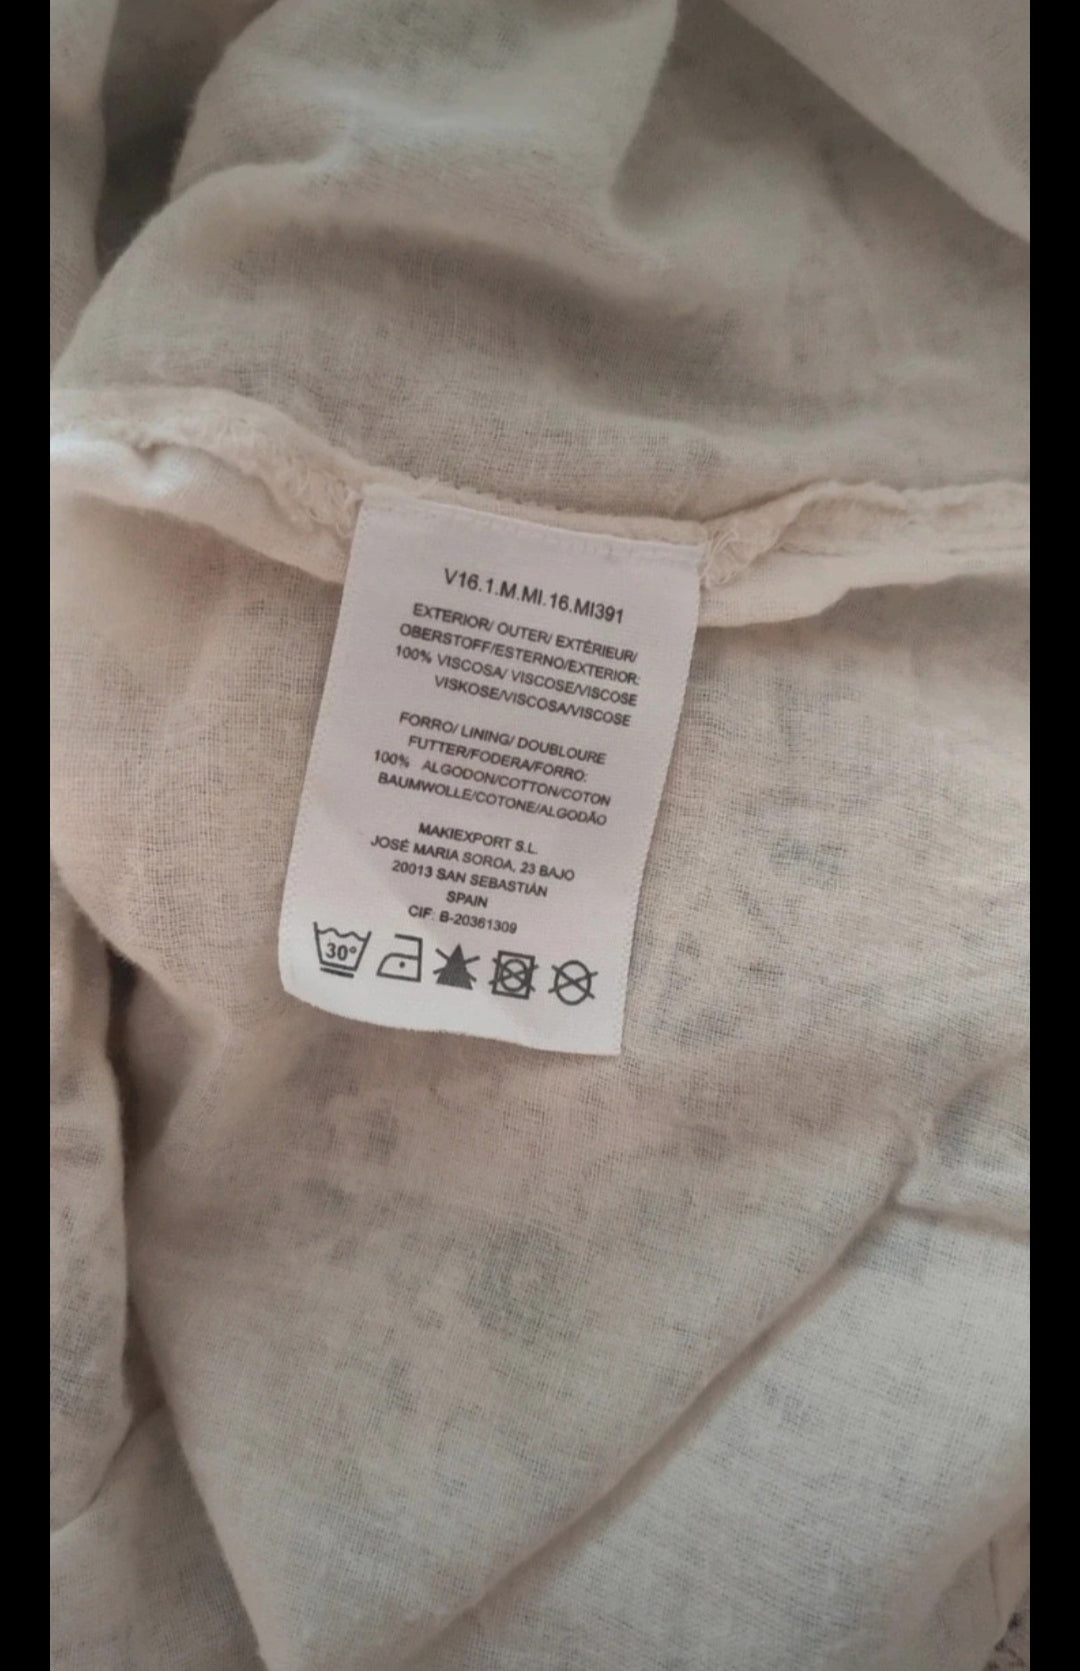 V16.1.M.MI.16.MI391
EXTERIOR/ OUTER/ EXTÉRIEUR/
OBERSTOFF/ESTERNO/EXTERIOR:
100% VISCOSA/ VISCOSE/VISCOSE
VISKOSE/VISCOSA/VISCOSE
FORRO/ LINING/ DOUBLOURE
FUTTER/FODERA/FORRO:
100% ALGODON/COTTON/COTON
BAUMWOLLE/COTONE/ALGODÃO
MAKIEXPORT S.L.
JOSÉ MARIA SOROA, 23 BAJO
20013 SAN SEBASTIÁN
SPAIN
CIF: B-20361309
30°